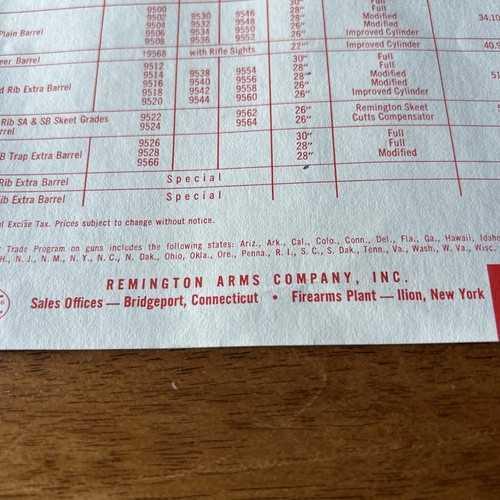 30" Full
9500 9546 28" Full
9502 9530 9548 28" Modified 34.10
Plain Barrel 9504 9532 9550 26" Modified
9506 9534 9552 26" Improved Cylinder
9508 9536
eer Barrel 19568 with Rifle Sights 22" Improved Cylinder 40.9
9512 30" Full
9514 9538 9554 28" Full
d Rib Extra Barrel 9516 9540 9556 28" Modified 51
9518 9542 9558 26" Improved Cylinder
9520 9544 9560 26"
Rib SA & SB Skeet Grades 9522 9562 26" Remington Skeet
rrel 9524 9564 26" Cutts Compensator
9526 30" Full
B Trap Extra Barrel 9528 28" Full
9566 28" Modified
Rib Extra Barrel Special
Rib Extra Barrel Special
l Excise Tax. Prices subject to change without notice.
Trade Program on guns includes the following states: Ariz., Ark., Cal., Colo., Conn., Del., Fla., Ga., Hawaii, Idaho
H., N. J., N. M., N. Y., N. C., N. Dak., Ohio, Okla., Ore., Penna., R. I., S. C., S. Dak., Tenn., Va., Wash., W. Va., Wisc.
REMINGTON ARMS COMPANY, INC.
Sales Offices — Bridgeport, Connecticut • Firearms Plant — Ilion, New York